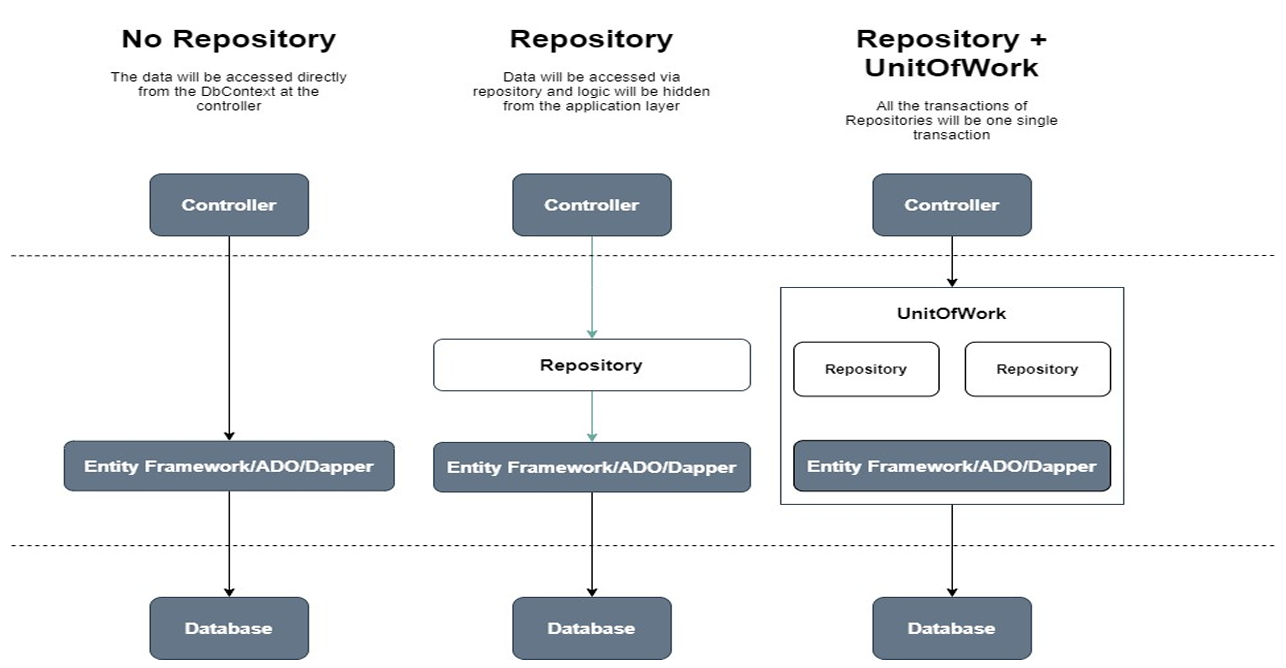 No Repository
The data will be accessed directly
from the DbContext at the
controller
Controller
Entity Framework/ADO/Dapper
Database
Repository
Data will be accessed via
repository and logic will be hidden
from the application layer
Controller
Repository
Entity Framework/ADO/Dapper
Database
Repository +
UnitOfWork
All the transactions of
Repositories will be one single
transaction
Controller
UnitOfWork
Repository
Repository
Entity Framework/ADO/Dapper
Database